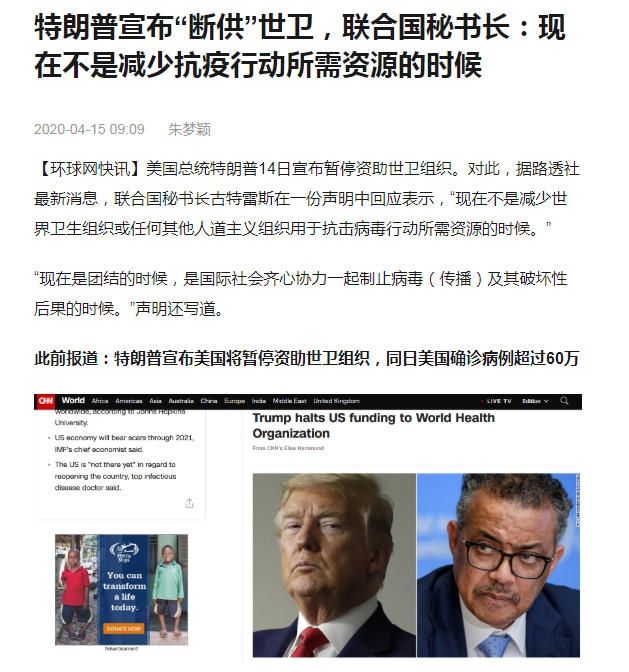 特朗普宣布“断供”世卫，联合国秘书长：现
在不是减少抗疫行动所需资源的时候
2020-04-15 09:09 朱梦颖
【环球网快讯】美国总统特朗普14日宣布暂停资助世卫组织。对此，据路透社
最新消息，联合国秘书长古特雷斯在一份声明中回应表示，“现在不是减少世
界卫生组织或任何其他人道主义组织用于抗击病毒行动所需资源的时候。”
“现在是团结的时候，是国际社会齐心协力一起制止病毒（传播）及其破坏性
后果的时候。”声明还写道。
此前报道：特朗普宣布美国将暂停资助世卫组织，同日美国确诊病例超过60万
CNN World Africa Americas Asia Australia China Europe India Middle East United Kingdom LIVE TV Edition
worldwide, according to Johns Hopkins
University.
US economy will bear scars through 2021,
IMF's chief economist said.
The US is "not there yet" in regard to
reopening the country, top infectious
disease doctor said.
Trump halts US funding to World Health
Organization
From CNN's Elise Hammond
Mercy
Ships
You can
transform
a life
today.
DONATE NOW
Advertisement